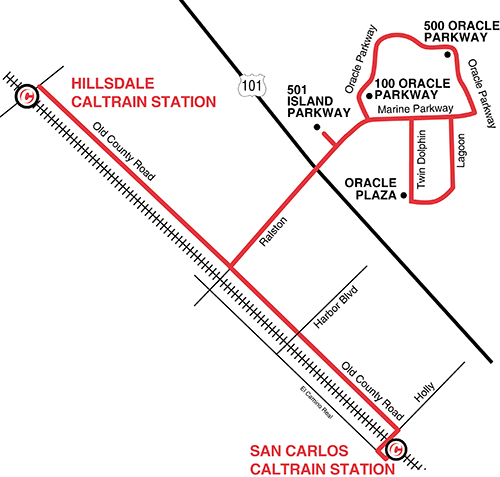 500 ORACLE
PARKWAY
Oracle Parkway
Oracle Parkway
HILLSDALE
CALTRAIN STATION
C
101
501
ISLAND
PARKWAY
100 ORACLE
PARKWAY
Marine Parkway
Old County Road
Twin Dolphin
Lagoon
ORACLE
PLAZA
Ralston
Harbor Blvd
Old County Road
Holly
El Camino Real
SAN CARLOS
CALTRAIN STATION
C